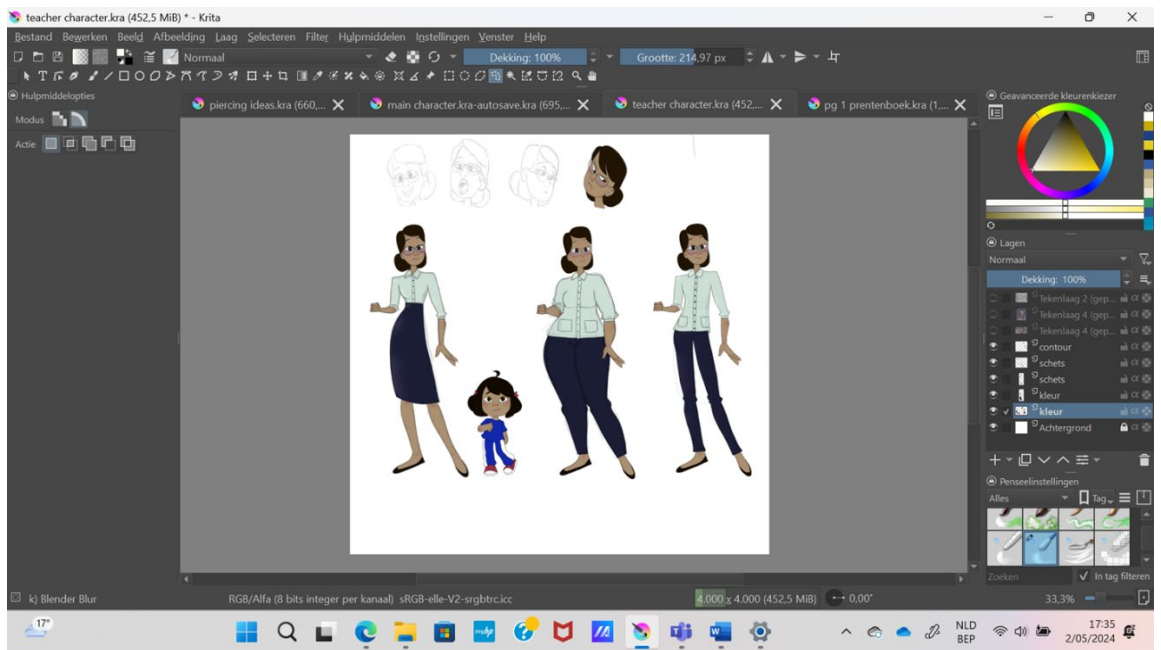 teacher character.kra (452,5 MiB) * - Krita
Bestand Bewerken Beeld Afbeelding Laag Selecteren Filter Hulpmiddelen Instellingen Venster Help
Normaal Dekking: 100% Grootte: 214,97 px
Hulpmiddelopties
piercing ideas.kra (660,... main character.kra-autosave.kra (695,... teacher character.kra (452,... pg 1 prentenboek.kra (1,...
Geavanceerde kleurenkiezer
Modus
Actie
Lagen
Normaal
Dekking: 100%
Tekenlaag 2 (gep...
Tekenlaag 4 (gep...
Tekenlaag 4 (gep...
contour
schets
schets
kleur
kleur
Achtergrond
Penseelinstellingen
Alles Tag
Zoeken In tag filteren
k) Blender Blur RGB/Alfa (8 bits integer per kanaal) sRGB-elle-V2-srgbtrc.icc 4.000 x 4.000 (452,5 MiB) 0,00° 33,3%
17° myhp NLD BEP 17:35 2/05/2024